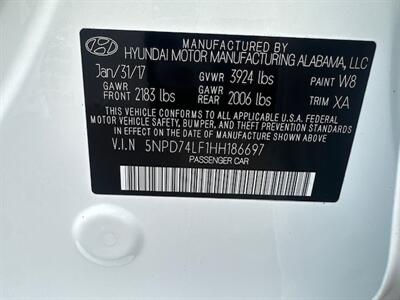 MANUFACTURED BY
HYUNDAI MOTOR MANUFACTURING ALABAMA, LLC
Jan/31/17 GVWR 3924 lbs PAINT W8
GAWR FRONT 2183 lbs GAWR REAR 2006 lbs TRIM XA
THIS VEHICLE CONFORMS TO ALL APPLICABLE U.S.A FEDERAL
MOTOR VEHICLE SAFETY, BUMPER, AND THEFT PREVENTION
STANDARDS IN EFFECT ON THE DATE OF MANUFACTURE SHOWN ABOVE.
V.I.N 5NPD74LF1HH186697
PASSENGER CAR